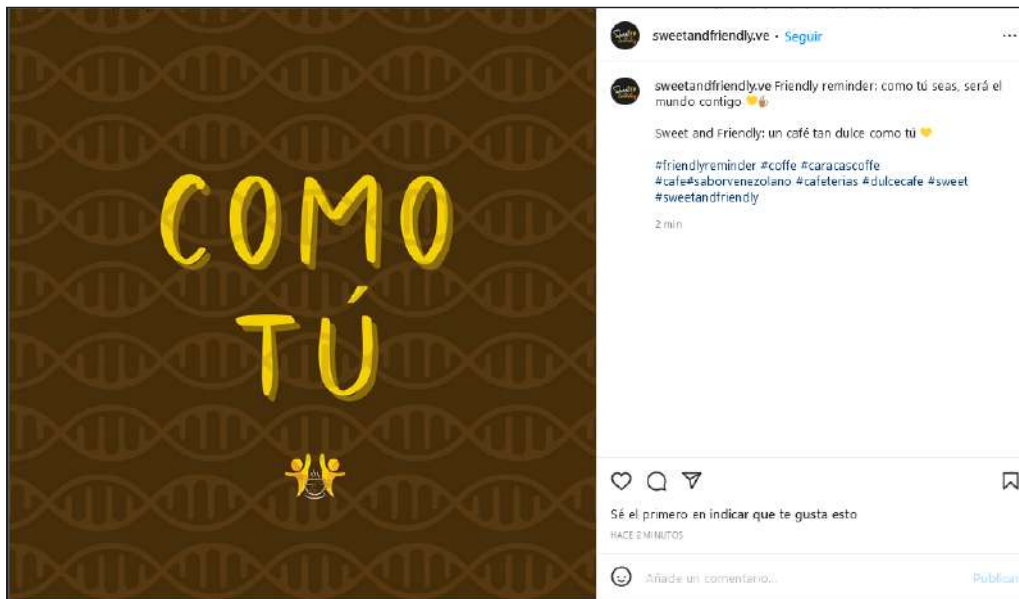 COMO
TÚ
sweetandfriendly.ve • Seguir
sweetandfriendly.ve Friendly reminder: como tú seas, será el
mundo contigo 💛☕
Sweet and Friendly: un café tan dulce como tú 💛
#friendlyreminder #coffe #caracascoffe
#cafe#saborvenezolano #cafeterias #dulcecafe #sweet
#sweetandfriendly
2 min
Sé el primero en indicar que te gusta esto
HACE 2 MINUTOS
Añade un comentario...
Publicar